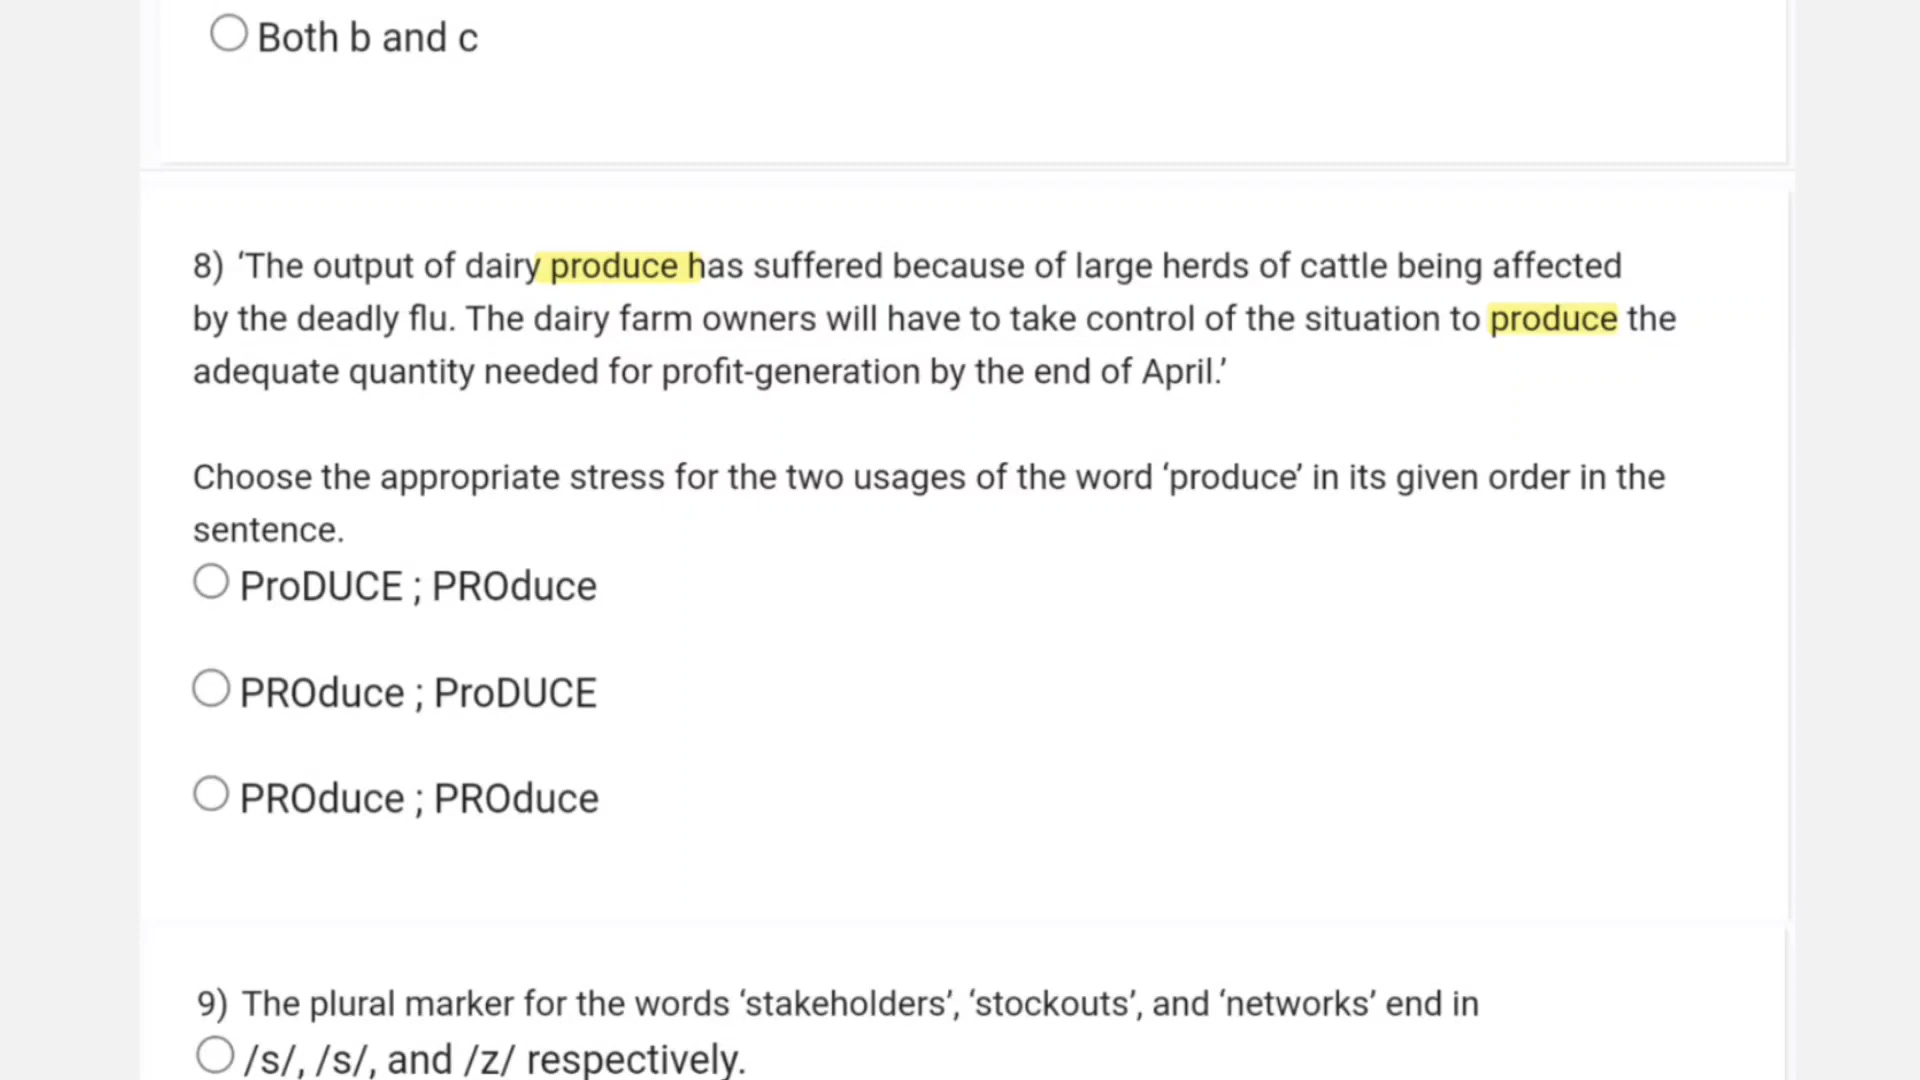 Both b and c
8) ‘The output of dairy produce has suffered because of large herds of cattle being affected
by the deadly flu. The dairy farm owners will have to take control of the situation to produce the
adequate quantity needed for profit-generation by the end of April.’
Choose the appropriate stress for the two usages of the word ‘produce’ in its given order in the
sentence.
ProDUCE ; PROduce
PROduce ; ProDUCE
PROduce ; PROduce
9) The plural marker for the words ‘stakeholders’, ‘stockouts’, and ‘networks’ end in
/s/, /s/, and /z/ respectively.